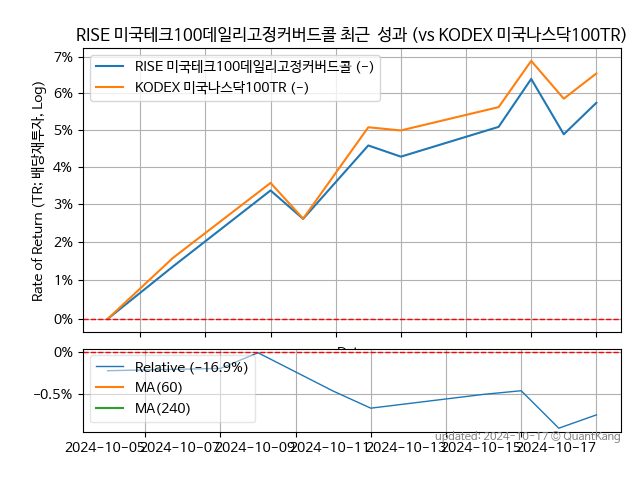 RISE 미국테크100데일리고정커버드콜 최근  성과 (vs KODEX 미국나스닥100TR)
RISE 미국테크100데일리고정커버드콜 (-)
KODEX 미국나스닥100TR (-)
Rate of Return (TR; 배당재투자, Log)
7%
6%
5%
4%
3%
2%
1%
0%
0%
-0.5%
Relative (-16.9%)
MA(60)
MA(240)
updated: 2024-10-17 © QuantKang
2024-10-05
2024-10-07
2024-10-09
2024-10-11
2024-10-13
2024-10-15
2024-10-17